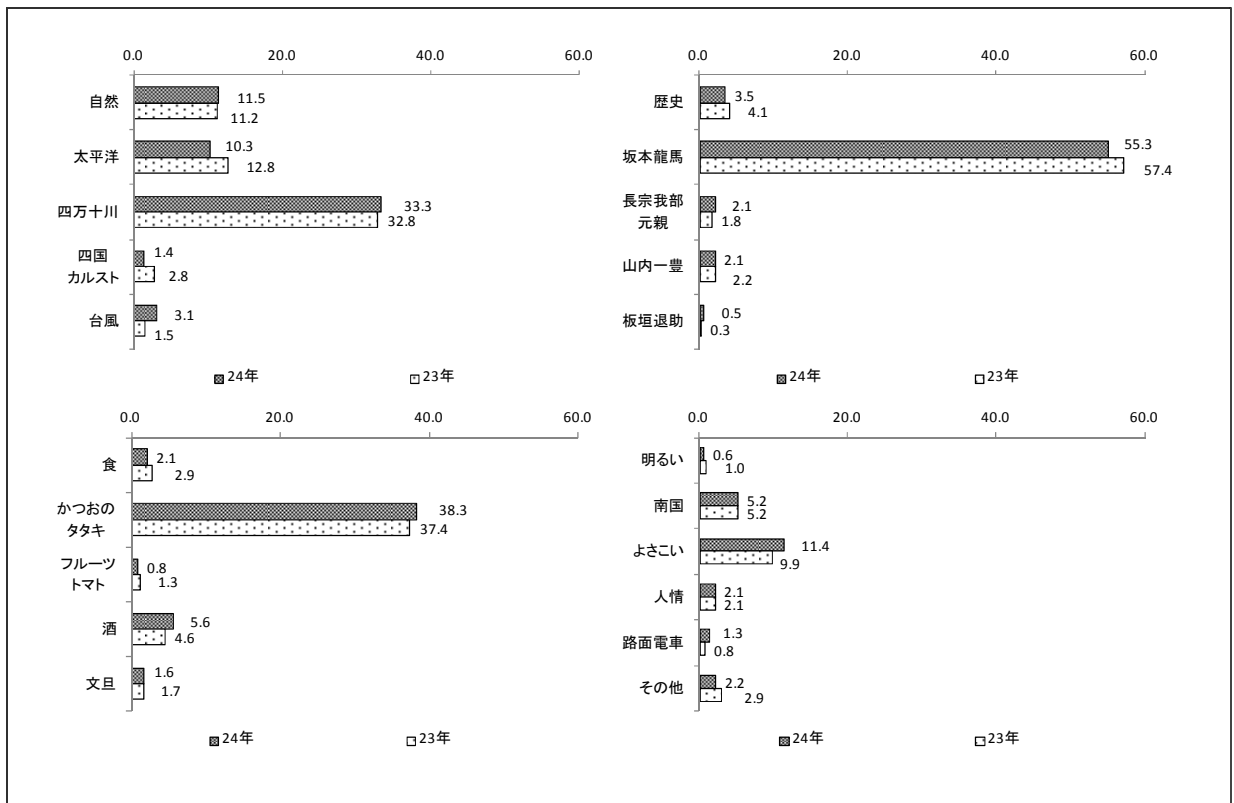 0.0 20.0 40.0 60.0
自然 11.5
11.2
太平洋 10.3
12.8
四万十川 33.3
32.8
四国
カルスト
1.4
2.8
台風 3.1
1.5
24年 23年
0.0 20.0 40.0 60.0
歴史 3.5
4.1
坂本龍馬 55.3
57.4
長宗我部
元親
2.1
1.8
山内一豊 2.1
2.2
板垣退助 0.5
0.3
24年 23年
0.0 20.0 40.0 60.0
食 2.1
2.9
かつおの
タタキ
38.3
37.4
フルーツ
トマト
0.8
1.3
酒 5.6
4.6
文旦 1.6
1.7
24年 23年
0.0 20.0 40.0 60.0
明るい 0.6
1.0
南国 5.2
5.2
よさこい 11.4
9.9
人情 2.1
2.1
路面電車 1.3
0.8
その他 2.2
2.9
24年 23年